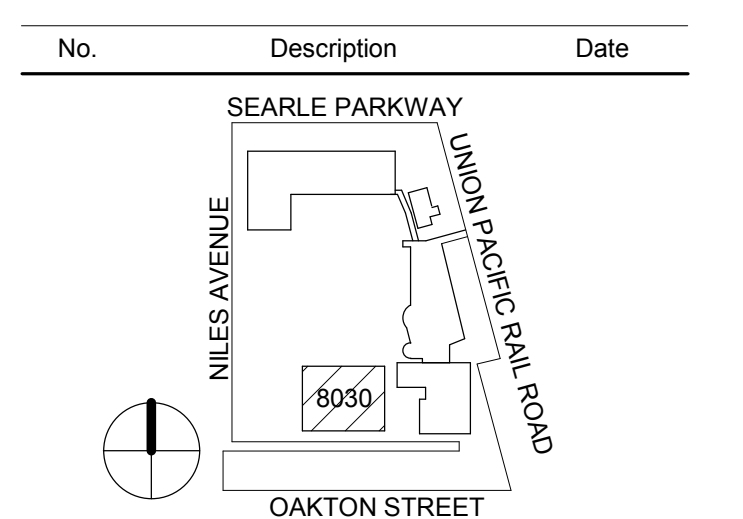 No. Description Date
SEARLE PARKWAY
UNION PACIFIC RAIL ROAD
NILES AVENUE
8030
OAKTON STREET